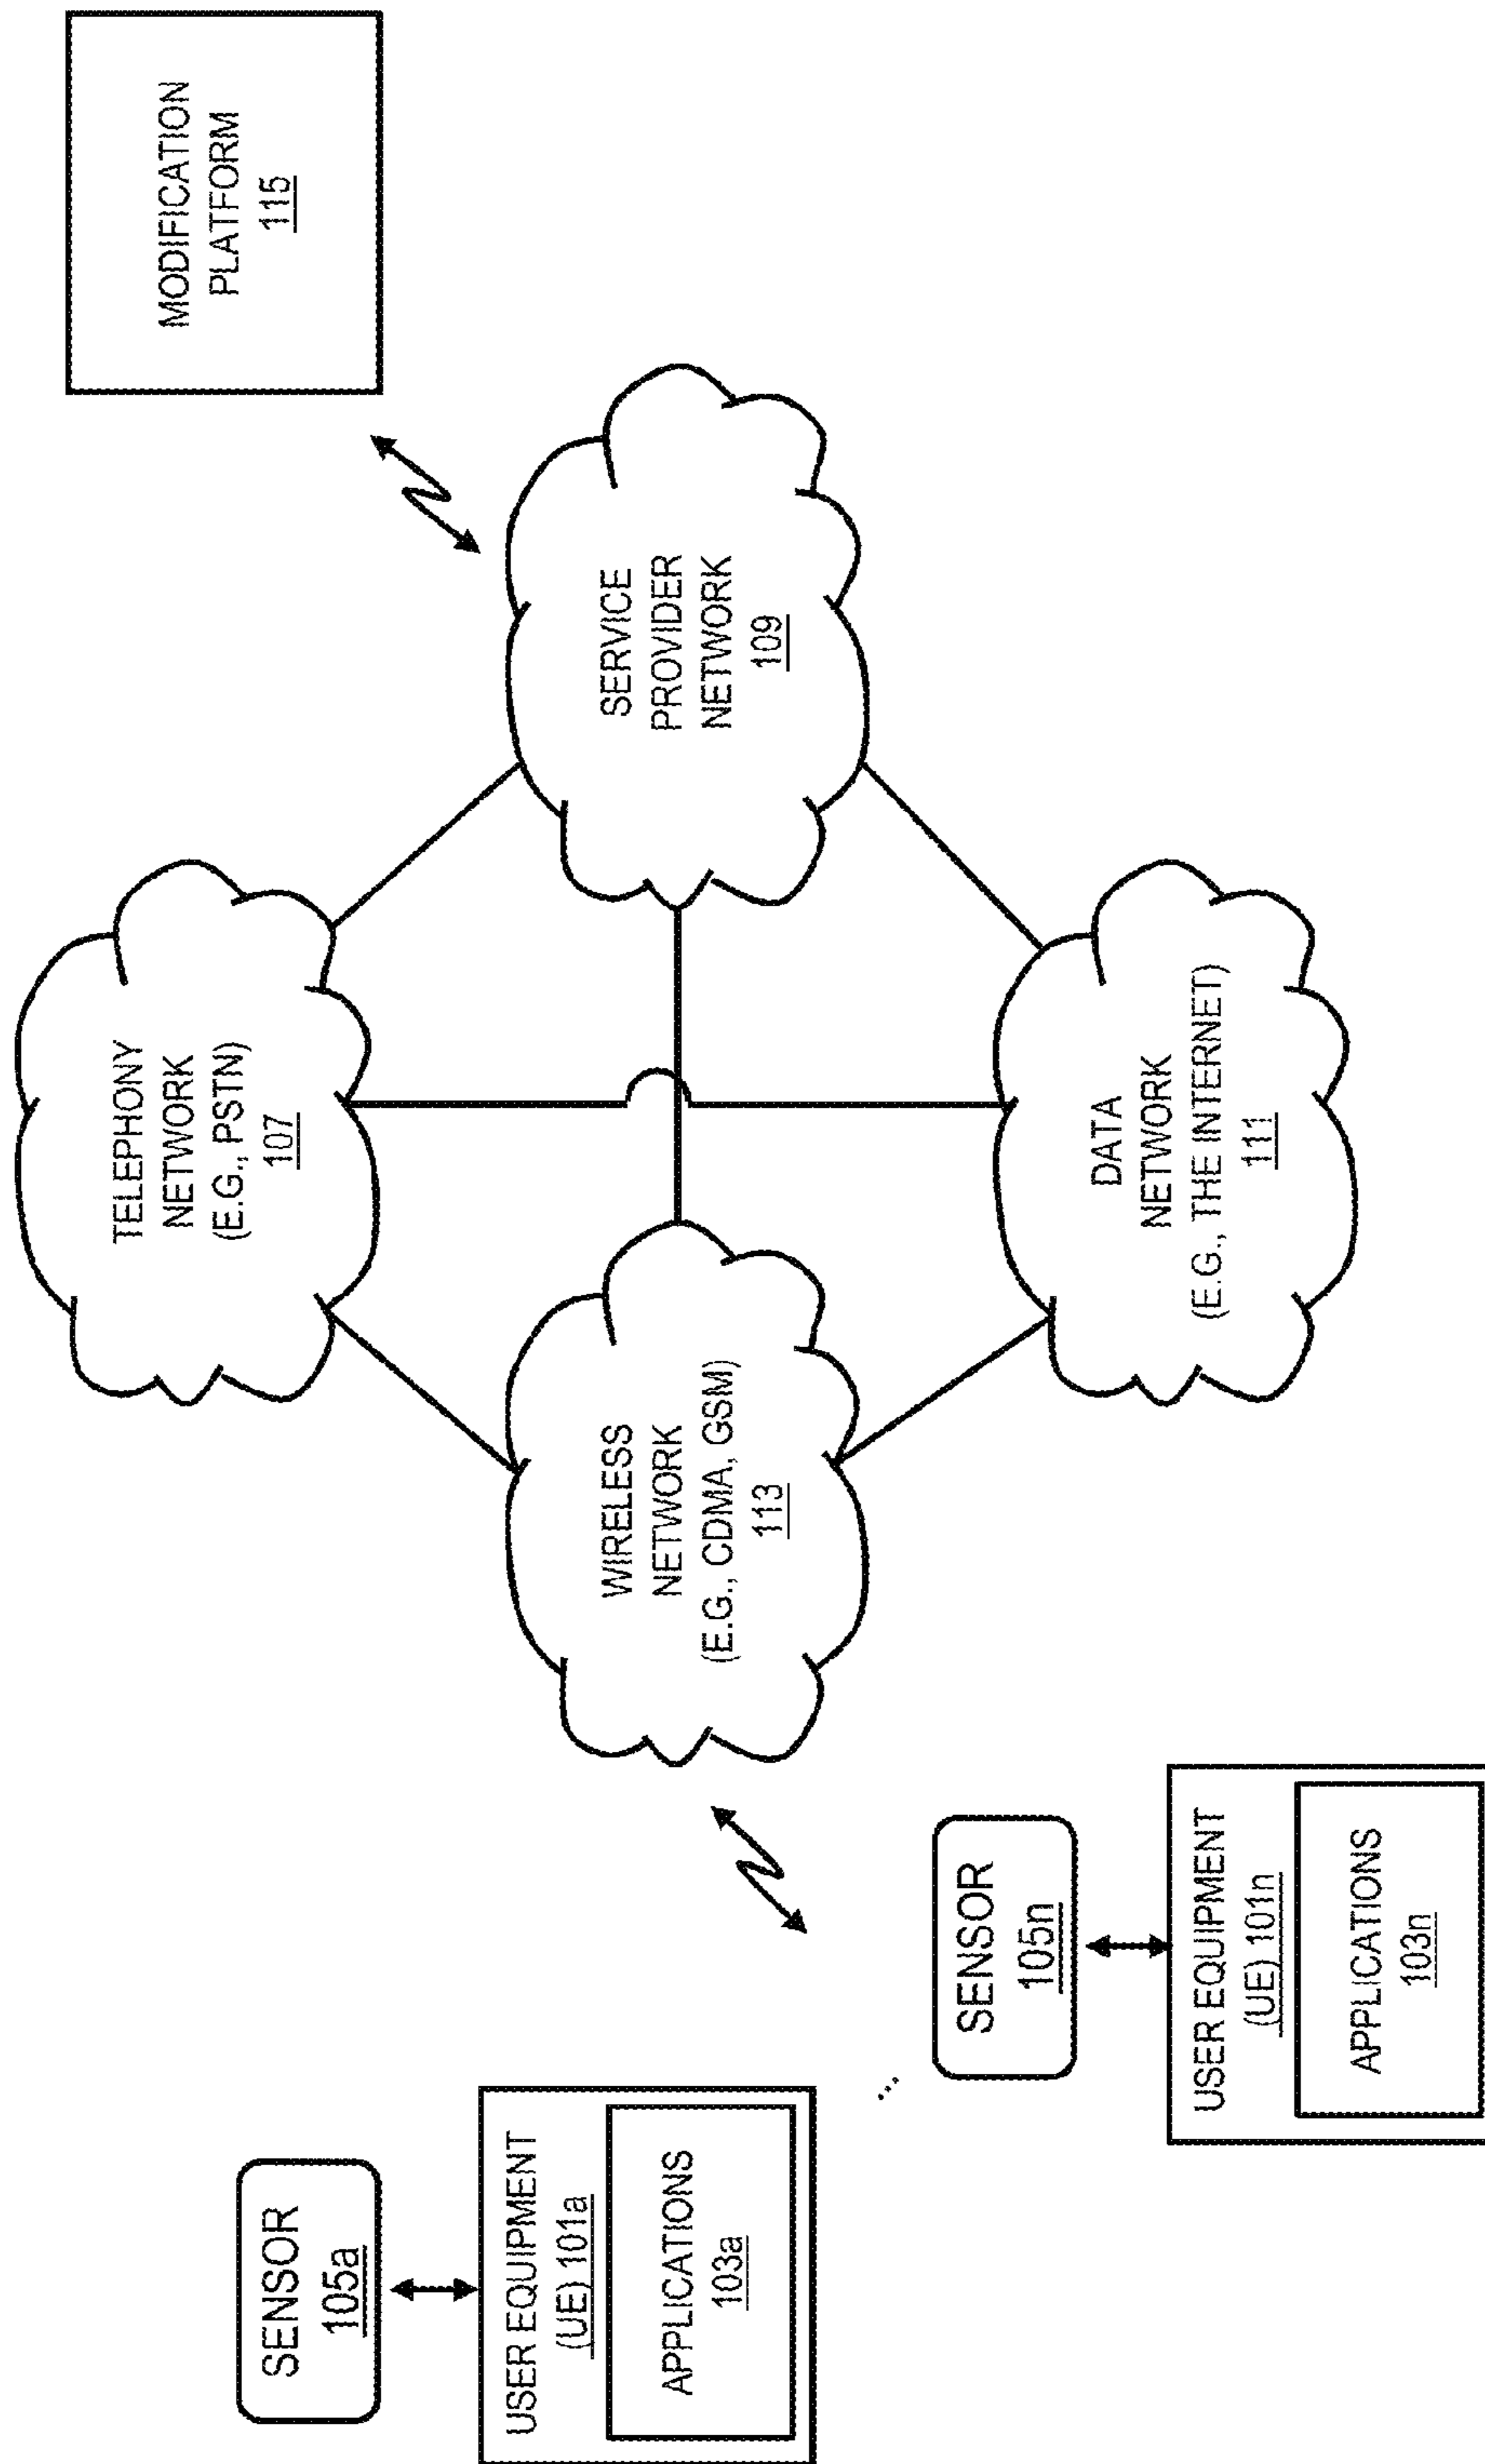 MODIFICATION
PLATFORM
115
TELEPHONY
NETWORK
(E.G., PSTN)
107
SERVICE
PROVIDER
NETWORK
109
WIRELESS
NETWORK
(E.G., CDMA, GSM)
113
DATA
NETWORK
(E.G., THE INTERNET)
111
SENSOR
105a
USER EQUIPMENT
(UE) 101a
APPLICATIONS
103a
...
SENSOR
105n
USER EQUIPMENT
(UE) 101n
APPLICATIONS
103n